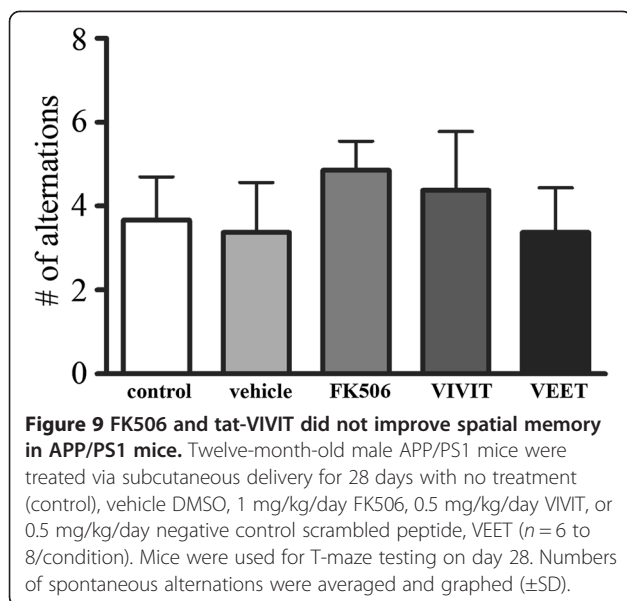 8
6
4
2
0
# of alternations
control vehicle FK506 VIVIT VEET
Figure 9 FK506 and tat-VIVIT did not improve spatial memory
in APP/PS1 mice. Twelve-month-old male APP/PS1 mice were
treated via subcutaneous delivery for 28 days with no treatment
(control), vehicle DMSO, 1 mg/kg/day FK506, 0.5 mg/kg/day VIVIT, or
0.5 mg/kg/day negative control scrambled peptide, VEET (n = 6 to
8/condition). Mice were used for T-maze testing on day 28. Numbers
of spontaneous alternations were averaged and graphed (±SD).